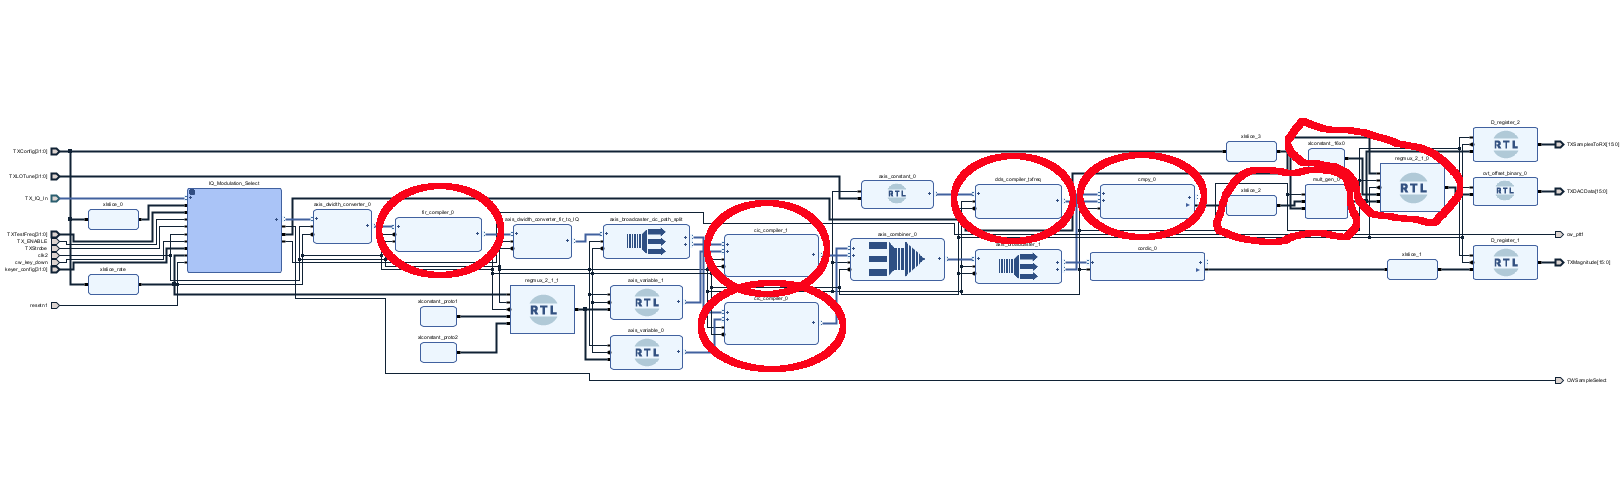 D_register_2
xlslice_3
TXConfig[31:0]
TXSamplesToRX[15:0]
xlconstant_16x0
regmux_2_1_0
RTL
TXLOTune[31:0]
axis_constant_0
dds_compiler_txfreq
cmpy_0
mult_gen_0
cvt_offset_binary_0
IQ_Modulation_Select
xlslice_2
RTL
RTL
RTL
TXDACData[15:0]
TX_IQ_In
xlslice_0
axis_dwidth_converter_0
fir_compiler_0
axis_dwidth_converter_fir_to_IQ
axis_broadcaster_cic_path_split
cic_compiler_1
axis_combiner_0
axis_broadcaster_1
cordic_0
TXTestFreq[31:0]
TX_ENABLE
TXStrobe
clk2
cw_key_down
keyer_config[31:0]
cw_ptt1
D_register_1
xlslice_1
RTL
TXMagnitude[15:0]
xlslice_rate
resetn1
regmux_2_1_1
RTL
axis_variable_1
RTL
cic_compiler_0
xlconstant_proto1
xlconstant_proto2
axis_variable_0
RTL
CWSampleSelect